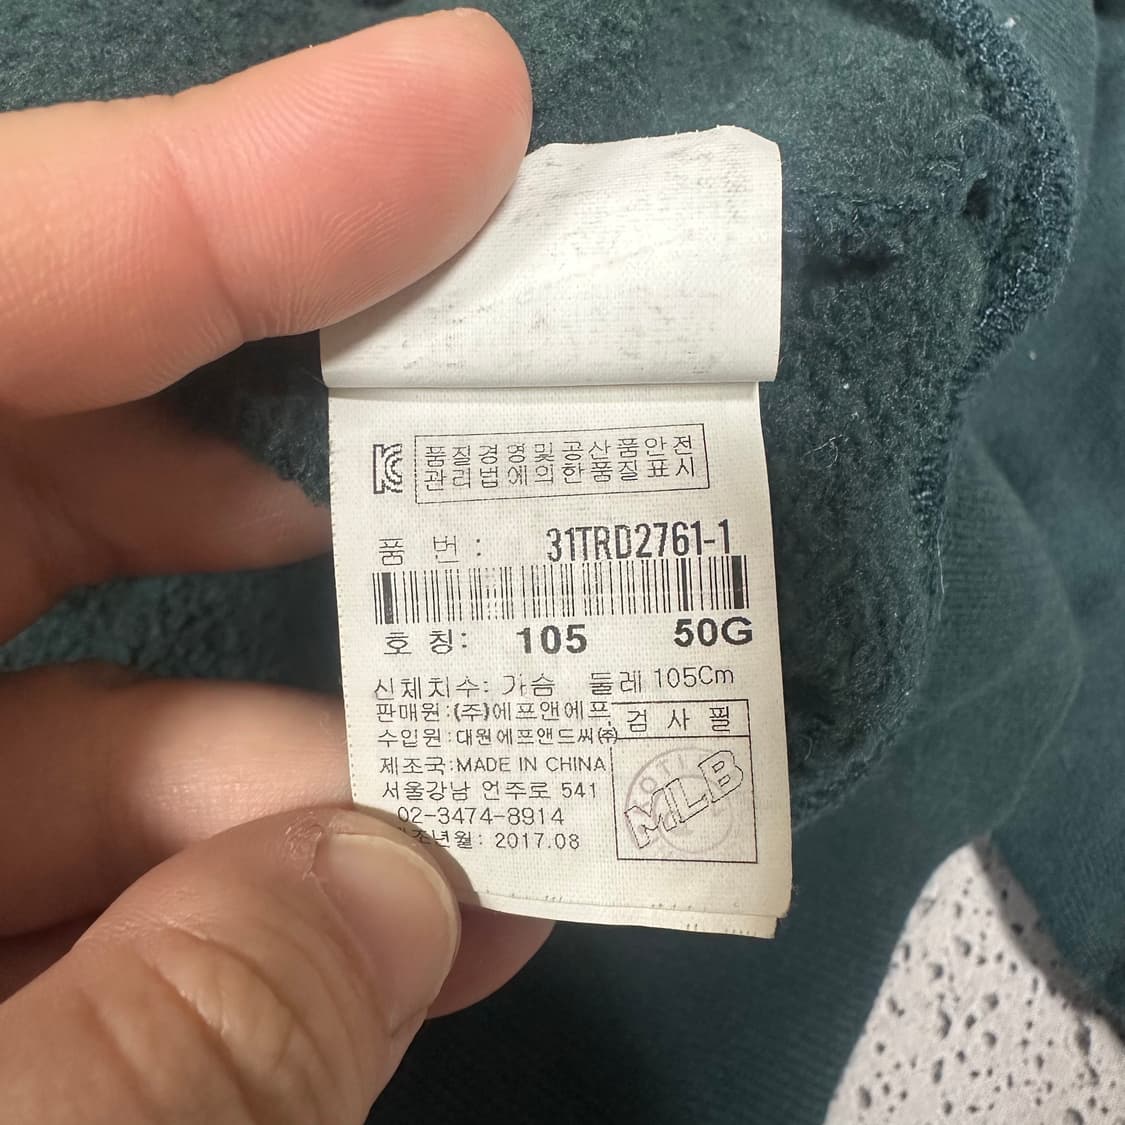 품질경영및공산품안전
관리법에의한품질표시
품 번 : 31TRD2761-1
호 칭: 105 50G
신체치수: 가슴 둘레 105Cm
판매원:(주)에프앤에프
수입원:대원에프앤드씨(주)
검 사 필
제조국:MADE IN CHINA
서울강남 언주로 541
02-3474-8914
조년월: 2017.08
MLB